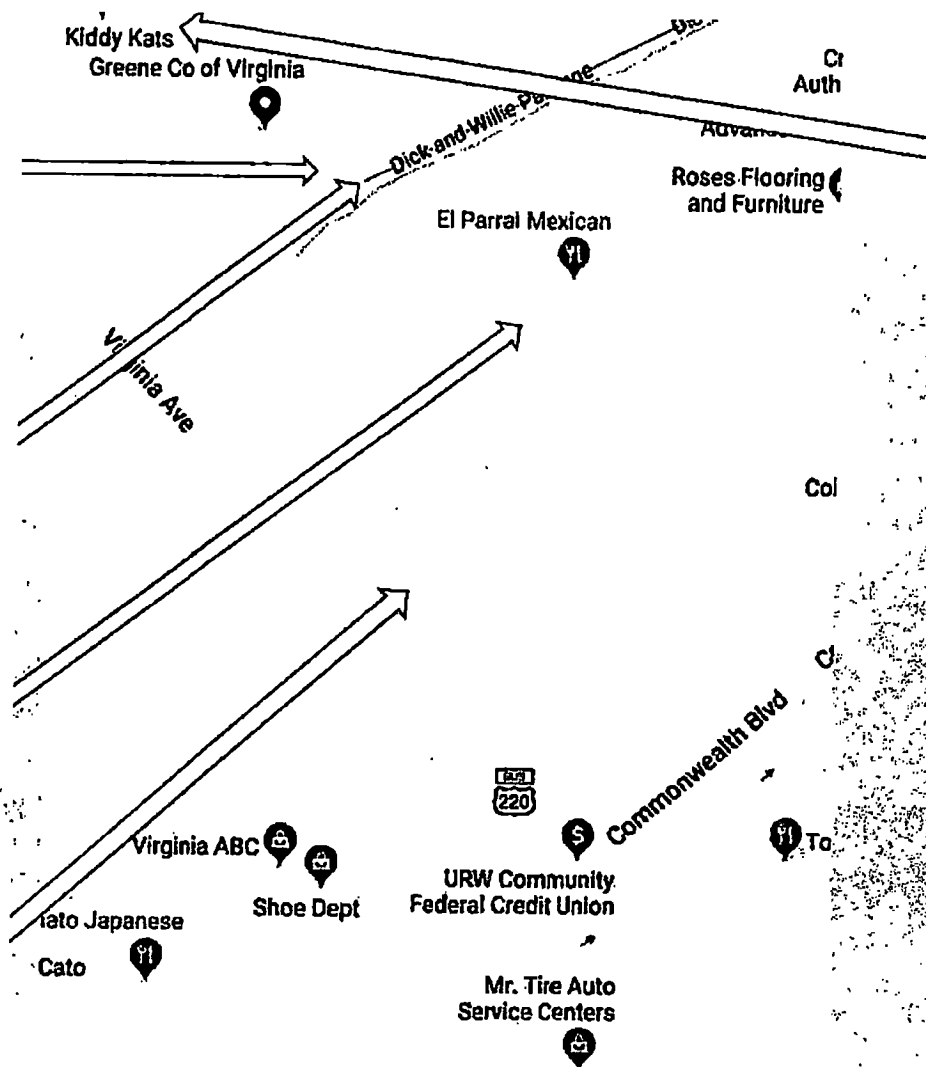 Kiddy Kats
Greene Co of Virginia
Dick and Willie
Roses Flooring
and Furniture
El Parral Mexican
Virginia Ave
Commonwealth Blvd
220
Virginia ABC
Shoe Dept
URW Community
Federal Credit Union
Japanese
Cato
Mr. Tire Auto
Service Centers